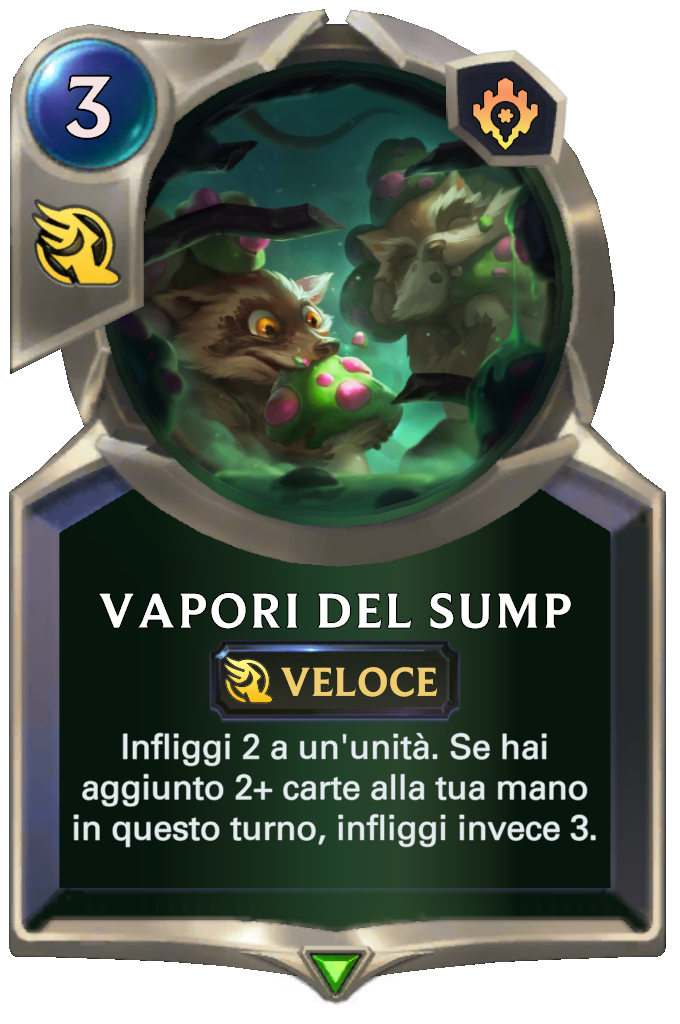 3
VAPORI DEL SUMP
VELOCE
Infliggi 2 a un'unità. Se hai
aggiunto 2+ carte alla tua mano
in questo turno, infliggi invece 3.